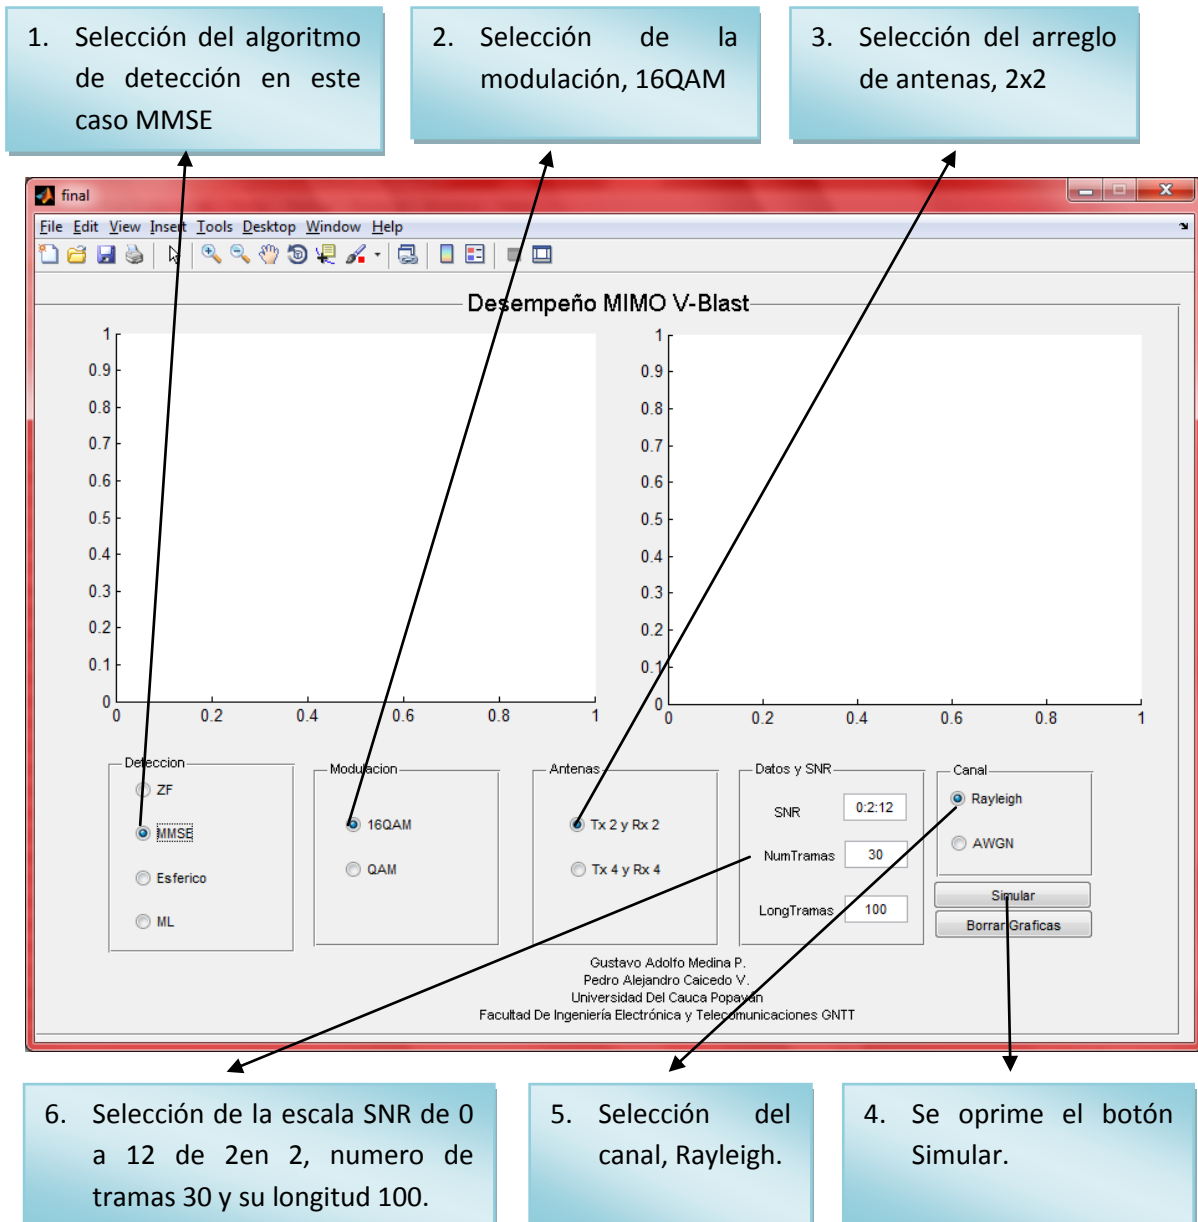 1. Selección del algoritmo
de detección en este
caso MMSE
2. Selección de la
modulación, 16QAM
3. Selección del arreglo
de antenas, 2x2
final
File Edit View Insert Tools Desktop Window Help
Desempeño MIMO V-Blast
1
0.9
0.8
0.7
0.6
0.5
0.4
0.3
0.2
0.1
0
0 0.2 0.4 0.6 0.8 1
1
0.9
0.8
0.7
0.6
0.5
0.4
0.3
0.2
0.1
0
0 0.2 0.4 0.6 0.8 1
Deteccion
ZF
MMSE
Esferico
ML
Modulacion
16QAM
QAM
Antenas
Tx 2 y Rx 2
Tx 4 y Rx 4
Datos y SNR
SNR 0:2:12
NumTramas 30
LongTramas 100
Canal
Rayleigh
AWGN
Simular
Borrar Graficas
Gustavo Adolfo Medina P.
Pedro Alejandro Caicedo V.
Universidad Del Cauca Popayán
Facultad De Ingeniería Electrónica y Telecomunicaciones GNTT
6. Selección de la escala SNR de 0
a 12 de 2en 2, numero de
tramas 30 y su longitud 100.
5. Selección del
canal, Rayleigh.
4. Se oprime el botón
Simular.